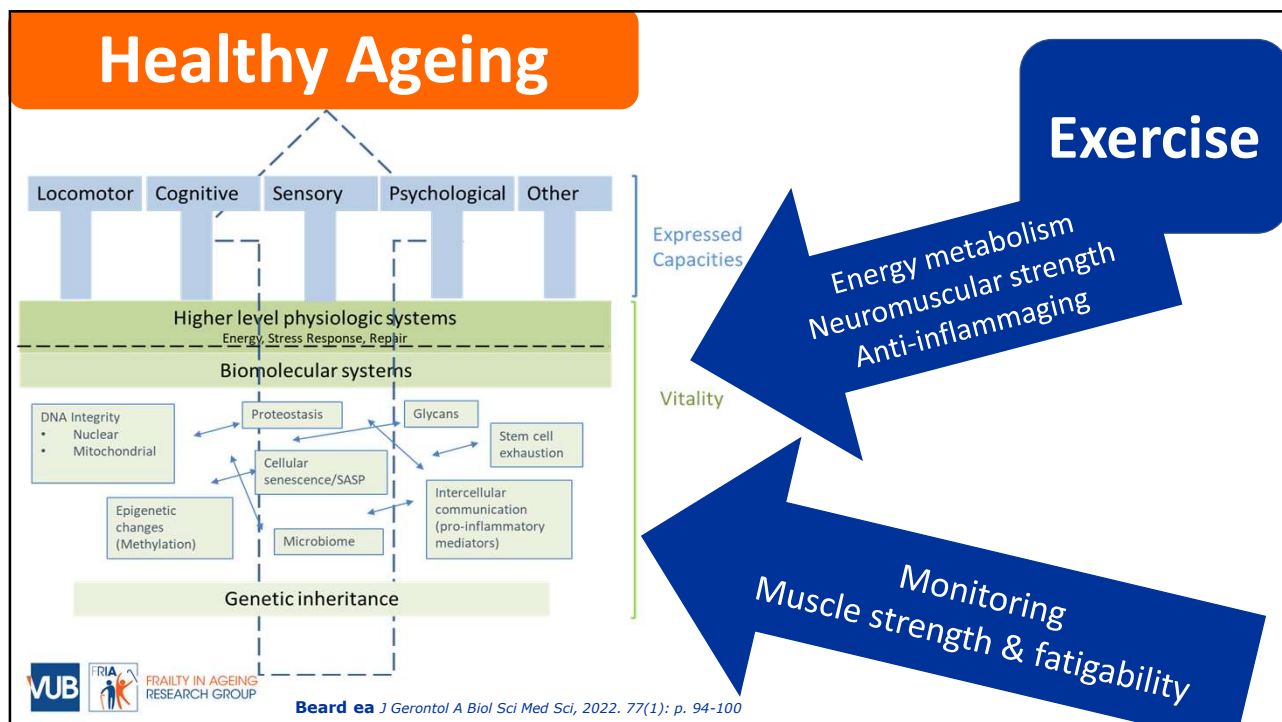 Healthy Ageing
Exercise
Locomotor
Cognitive
Sensory
Psychological
Other
Expressed
Capacities
Energy metabolism
Neuromuscular strength
Anti-inflammaging
Higher level physiologic systems
Energy, Stress Response, Repair
Biomolecular systems
Vitality
DNA Integrity
• Nuclear
• Mitochondrial
Proteostasis
Glycans
Stem cell
exhaustion
Cellular
senescence/SASP
Epigenetic
changes
(Methylation)
Microbiome
Intercellular
communication
(pro-inflammatory
mediators)
Genetic inheritance
Monitoring
Muscle strength & fatigability
VUB
FRIA
FRAILTY IN AGEING
RESEARCH GROUP
Beard ea J Gerontol A Biol Sci Med Sci, 2022. 77(1): p. 94-100